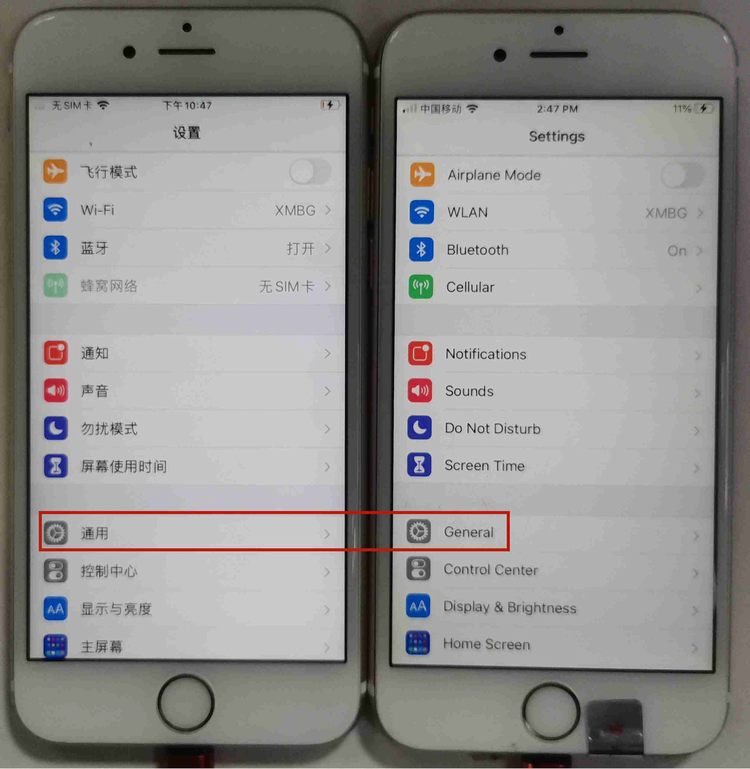 无SIM卡 下午10:47
设置
飞行模式
Wi-Fi XMBG
蓝牙 打开
蜂窝网络 无SIM卡
通知
声音
勿扰模式
屏幕使用时间
通用
控制中心
AA 显示与亮度
主屏幕
中国移动 2:47 PM 11%
Settings
Airplane Mode
WLAN XMBG
Bluetooth On
Cellular
Notifications
Sounds
Do Not Disturb
Screen Time
General
Control Center
AA Display & Brightness
Home Screen